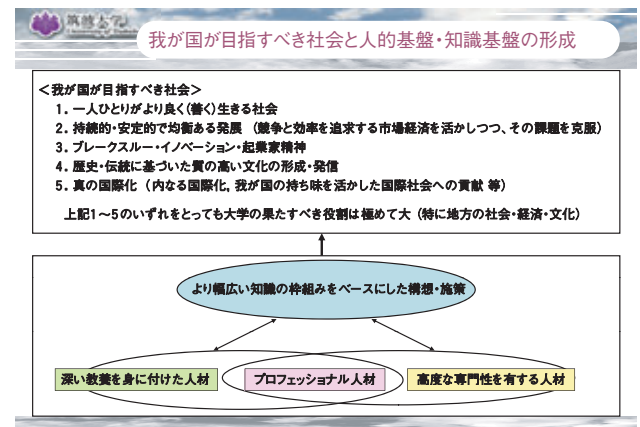 筑波大学
我が国が目指すべき社会と人的基盤・知識基盤の形成
＜我が国が目指すべき社会＞
1．一人ひとりがより良く(善く)生きる社会
2．持続的・安定的で均衡ある発展 （競争と効率を追求する市場経済を活かしつつ、その課題を克服）
3．ブレークスルー・イノベーション・起業家精神
4．歴史・伝統に基づいた質の高い文化の形成・発信
5．真の国際化 （内なる国際化，我が国の持ち味を活かした国際社会への貢献 等）
上記1～5のいずれをとっても大学の果たすべき役割は極めて大 （特に地方の社会・経済・文化）
より幅広い知識の枠組みをベースにした構想・施策
深い教養を身に付けた人材
プロフェッショナル人材
高度な専門性を有する人材